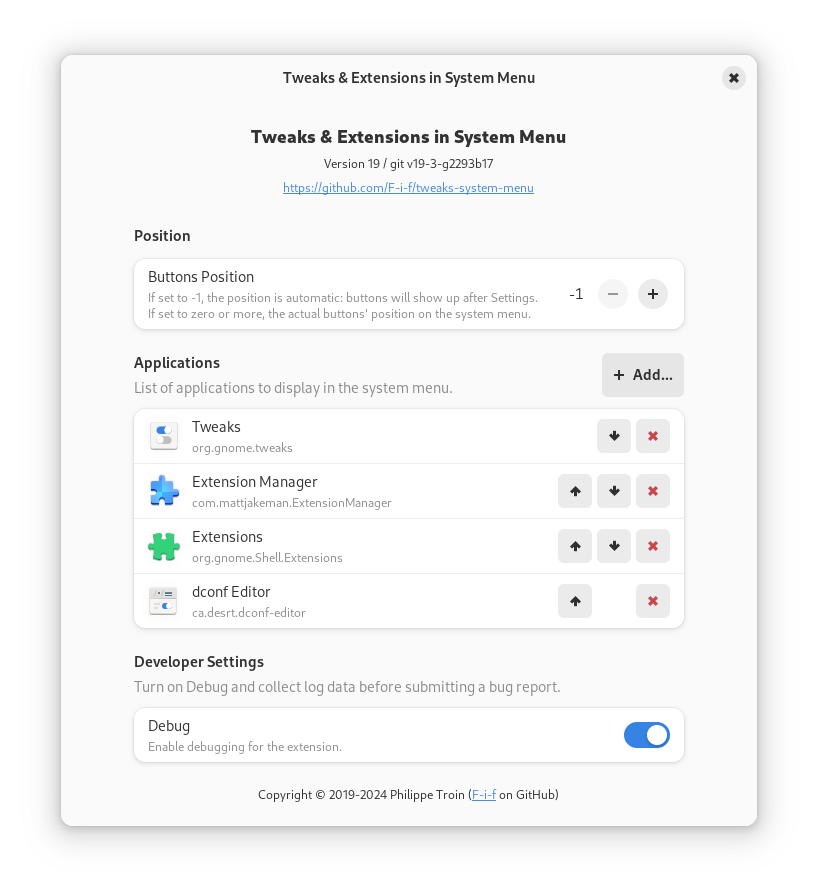 Tweaks & Extensions in System Menu
Tweaks & Extensions in System Menu
Version 19 / git v19-3-g2293b17
https://github.com/F-i-f/tweaks-system-menu
Position
Buttons Position
If set to -1, the position is automatic: buttons will show up after Settings.
If set to zero or more, the actual buttons' position on the system menu.
-1
Applications
List of applications to display in the system menu.
Add...
Tweaks
org.gnome.tweaks
Extension Manager
com.mattjakeman.ExtensionManager
Extensions
org.gnome.Shell.Extensions
dconf Editor
ca.desrt.dconf-editor
Developer Settings
Turn on Debug and collect log data before submitting a bug report.
Debug
Enable debugging for the extension.
Copyright © 2019-2024 Philippe Troin (F-i-f on GitHub)